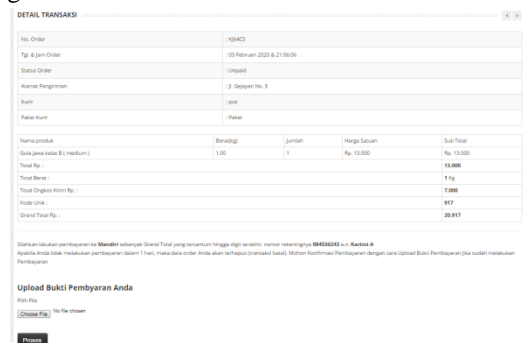 DETAIL TRANSAKSI
No. Order : KJ64CS
Tgl. & Jam Order : 03 Februari 2020 & 21:06:06
Status Order : Unpaid
Alamat Pengiriman : Jl. Gejayan No. 5
Kurir : pos
Paket Kurir : Paket
Nama produk Berat(kg) Jumlah Harga Satuan Sub Total
Gula Jawa kelas B ( medium ) 1.00 1 Rp. 13.000 Rp. 13.000
Total Rp. : 13.000
Total Berat : 1 Kg
Total Ongkos Kirim Rp. : 7.000
Kode Unik : 917
Grand Total Rp. : 20.917
Silahkan lakukan pembayaran ke Mandiri sebanyak Grand Total yang tercantum hingga digit terakhir, nomor rekeningnya 084536243 a.n. Kartini A
Apabila Anda tidak melakukan pembayaran dalam 1 hari, maka data order Anda akan terhapus (transaksi batal). Mohon Konfirmasi Pembayaran dengan cara Upload Bukti Pembayaran jika sudah melakukan
Pembayaran
Upload Bukti Pembyaran Anda
Pilih File
Choose File No file chosen
Proses